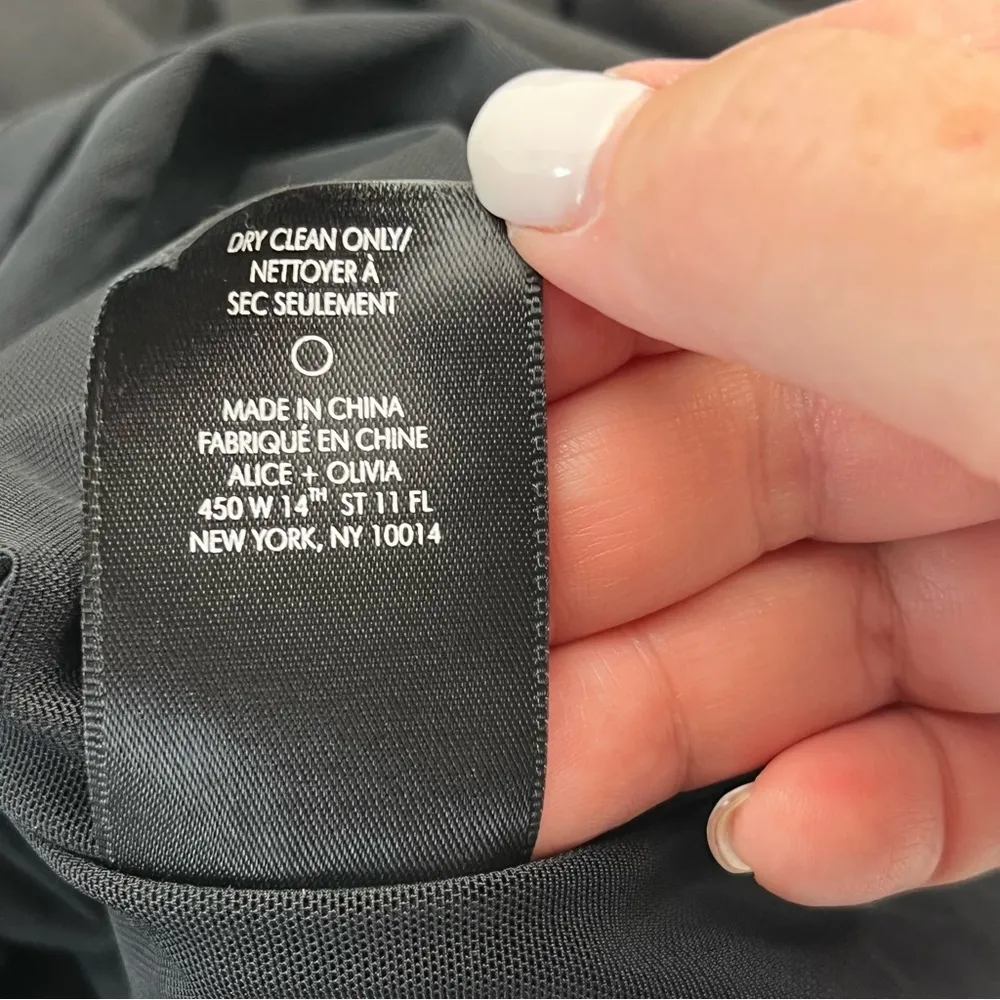 DRY CLEAN ONLY/
NETTOYER À
SEC SEULEMENT
MADE IN CHINA
FABRIQUÉ EN CHINE
ALICE + OLIVIA
450 W 14TH ST 11 FL
NEW YORK, NY 10014